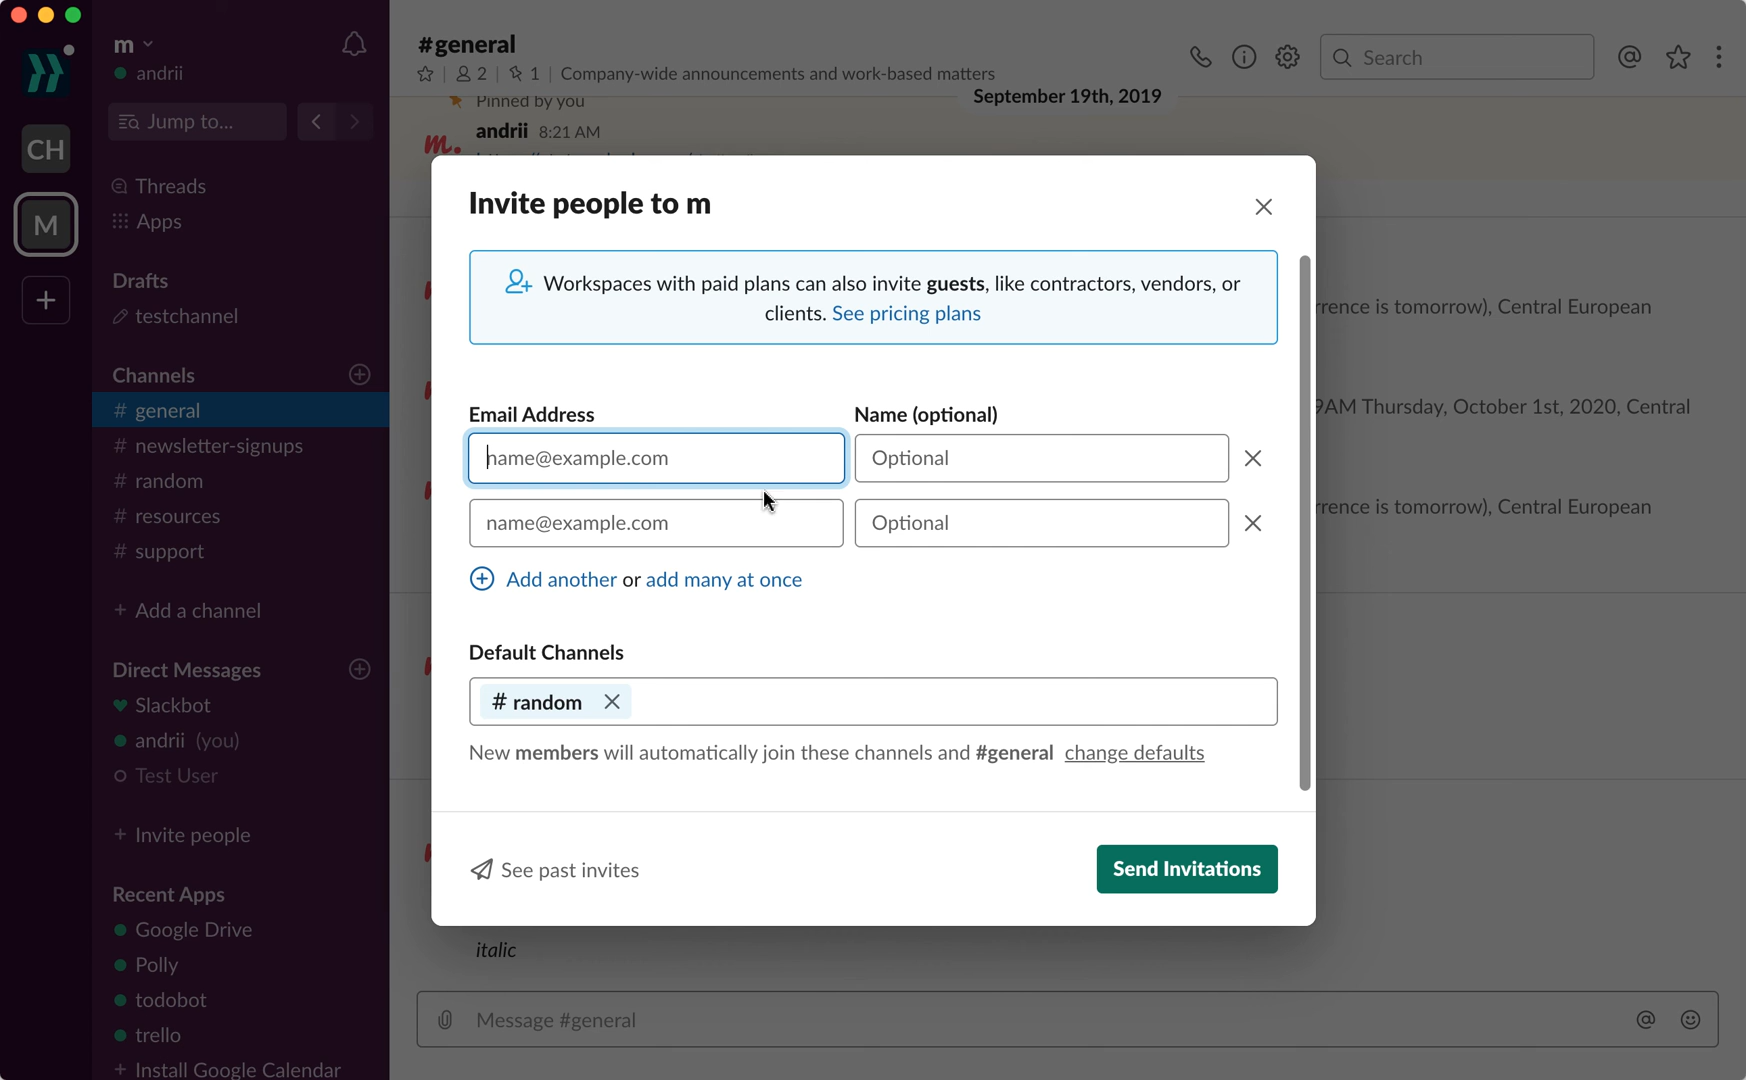 m
andrii
Jump to...
CH
M
Threads
Apps
Drafts
testchannel
Channels
# general
# newsletter-signups
# random
# resources
# support
+ Add a channel
Direct Messages
Slackbot
andrii (you)
Test User
+ Invite people
Recent Apps
Google Drive
Polly
todobot
trello
+ Install Google Calendar
#general
2 | 1 | Company-wide announcements and work-based matters
Search
Pinned by you
September 19th, 2019
m. andrii 8:21 AM
Invite people to m
Workspaces with paid plans can also invite guests, like contractors, vendors, or
clients. See pricing plans
Email Address Name (optional)
name@example.com Optional
name@example.com Optional
Add another or add many at once
Default Channels
# random
New members will automatically join these channels and #general change defaults
See past invites
Send Invitations
is tomorrow), Central European
Thursday, October 1st, 2020, Central
is tomorrow), Central European
italic
Message #general